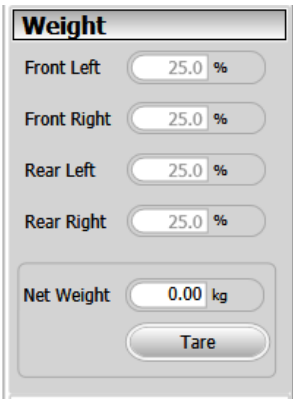 Weight
Front Left 25.0 %
Front Right 25.0 %
Rear Left 25.0 %
Rear Right 25.0 %
Net Weight 0.00 kg
Tare